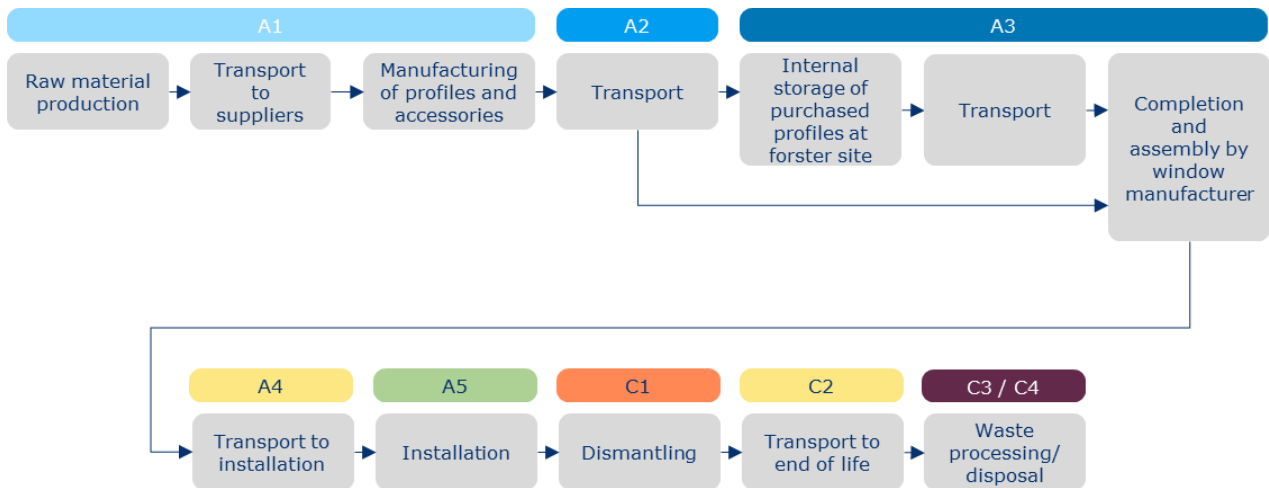 A1
A2
A3
Raw material
production
Transport
to
suppliers
Manufacturing
of profiles and
accessories
Transport
Internal
storage of
purchased
profiles at
forster site
Transport
Completion
and
assembly by
window
manufacturer
A4
A5
C1
C2
C3 / C4
Transport to
installation
Installation
Dismantling
Transport to
end of life
Waste
processing/
disposal